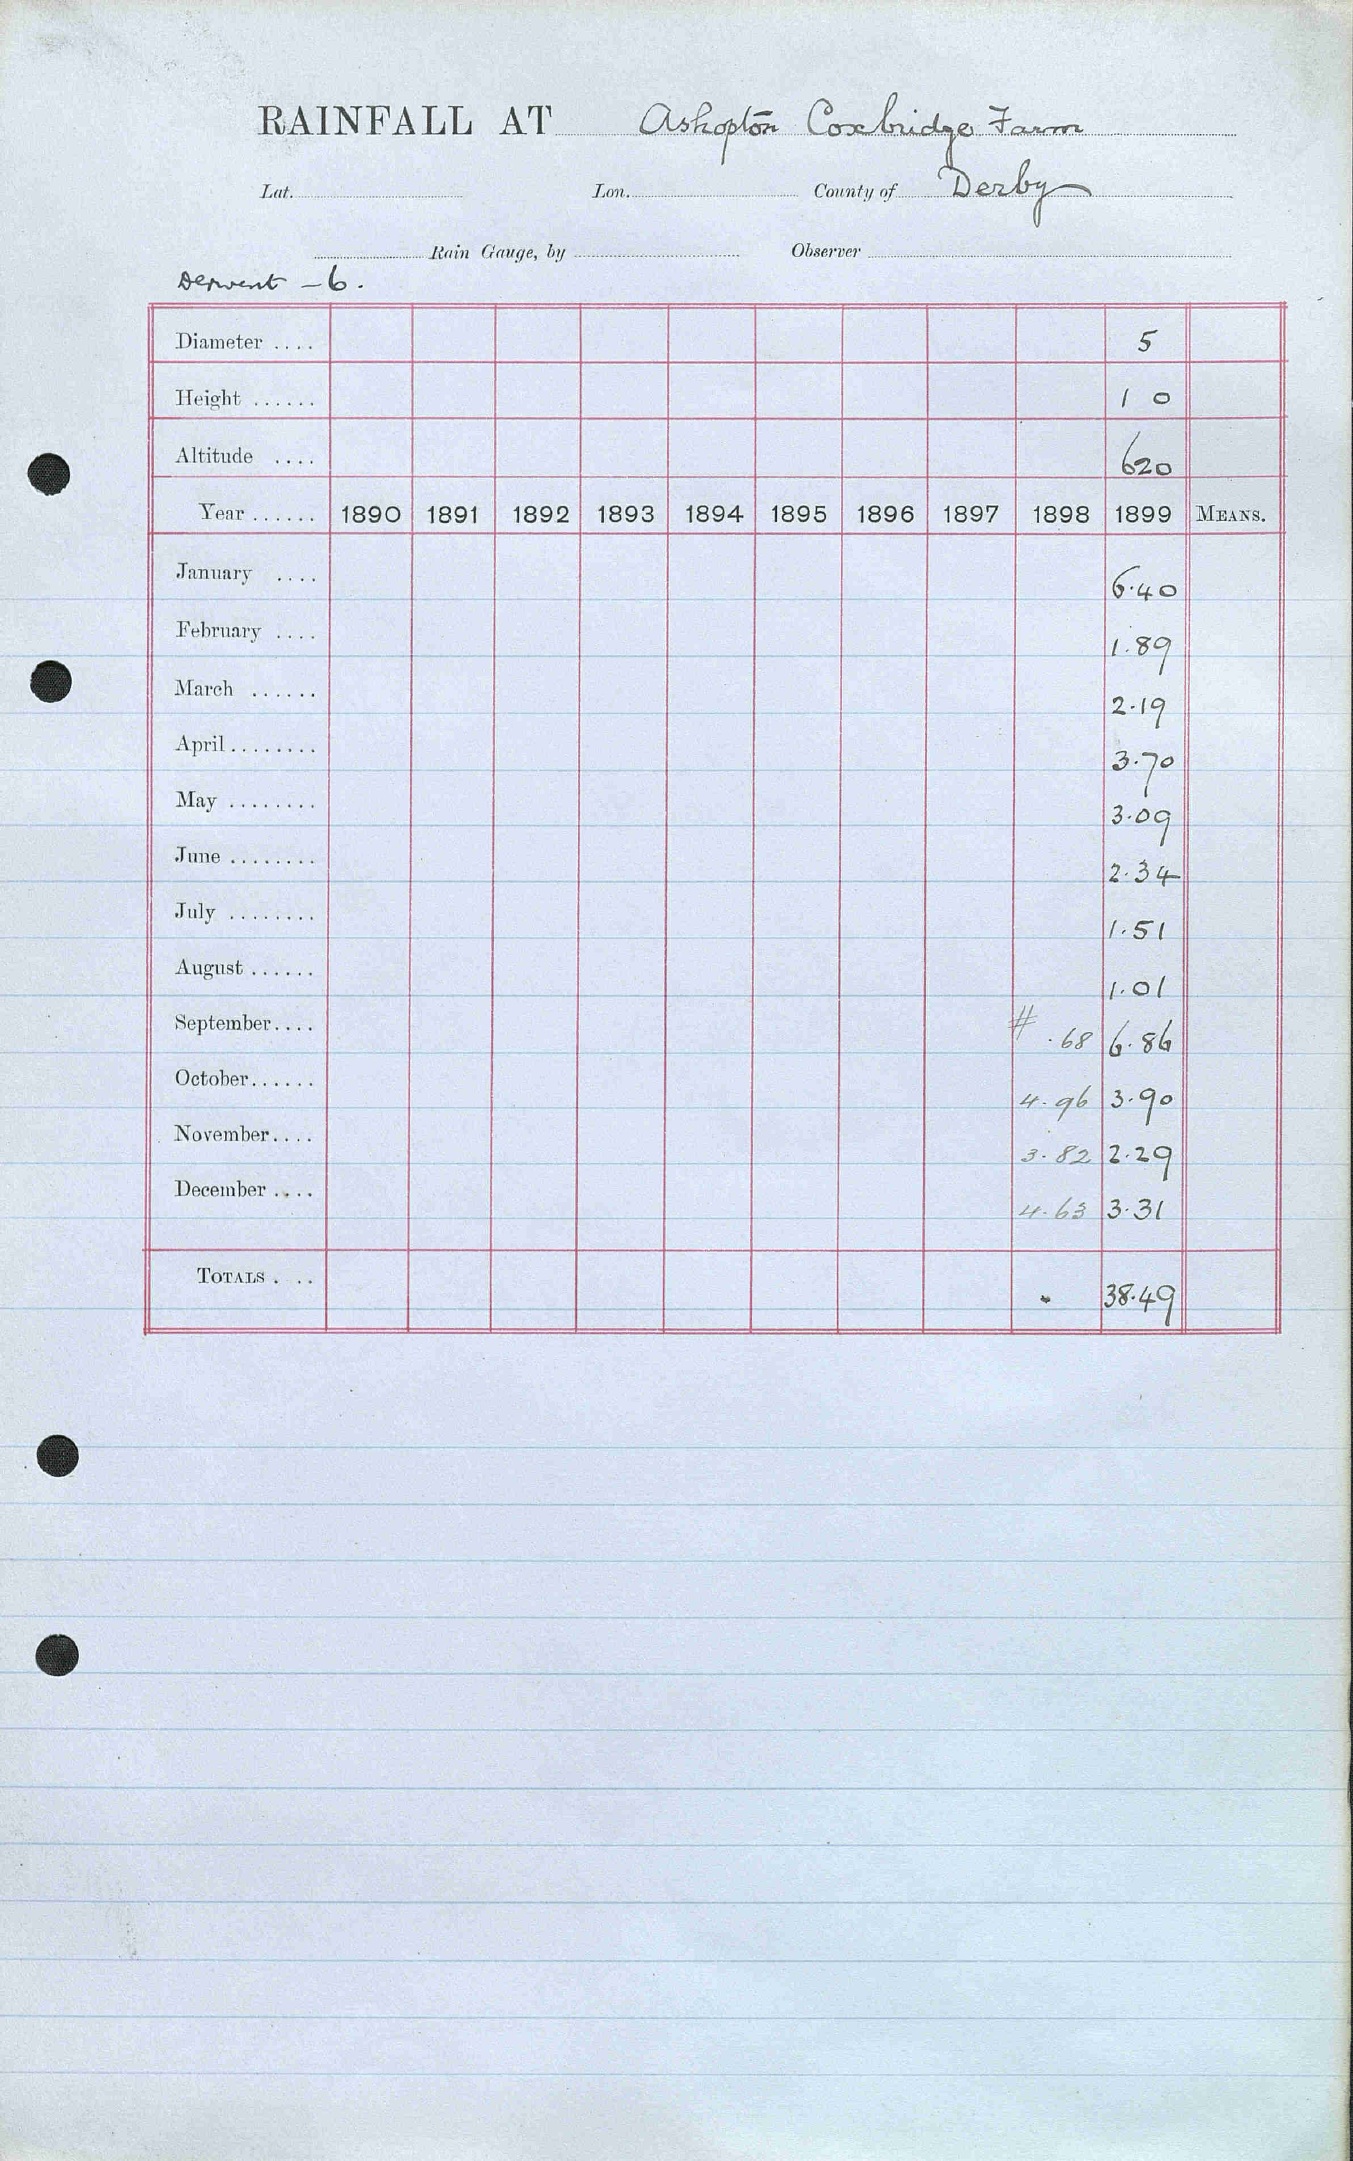 RAINFALL AT Ashopton Coxbridge Farm
Lat. Lon. County of Derby
Rain Gauge, by Observer
Derwent - 6.
Diameter .... 5
Height ...... 1 0
Altitude .... 620
Year ...... 1890 1891 1892 1893 1894 1895 1896 1897 1898 1899 MEANS.
January .... 6.40
February .... 1.89
March ...... 2.19
April ........ 3.70
May ........ 3.09
June ........ 2.34
July ........ 1.51
August ...... 1.01
September.... # .68 6.86
October...... 4.96 3.90
November.... 3.82 2.29
December .... 4.63 3.31
TOTALS . .. 38.49